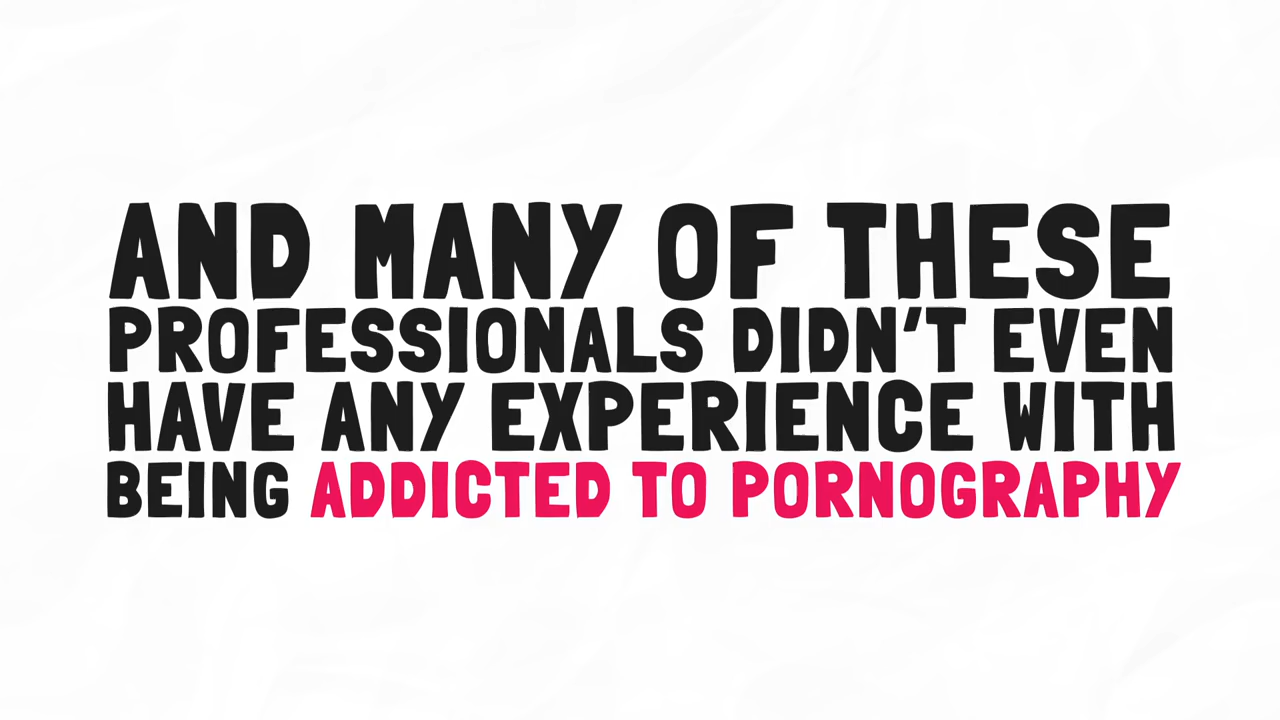 AND MANY OF THESE
PROFESSIONALS DIDN'T EVEN
HAVE ANY EXPERIENCE WITH
BEING ADDICTED TO PORNOGRAPHY